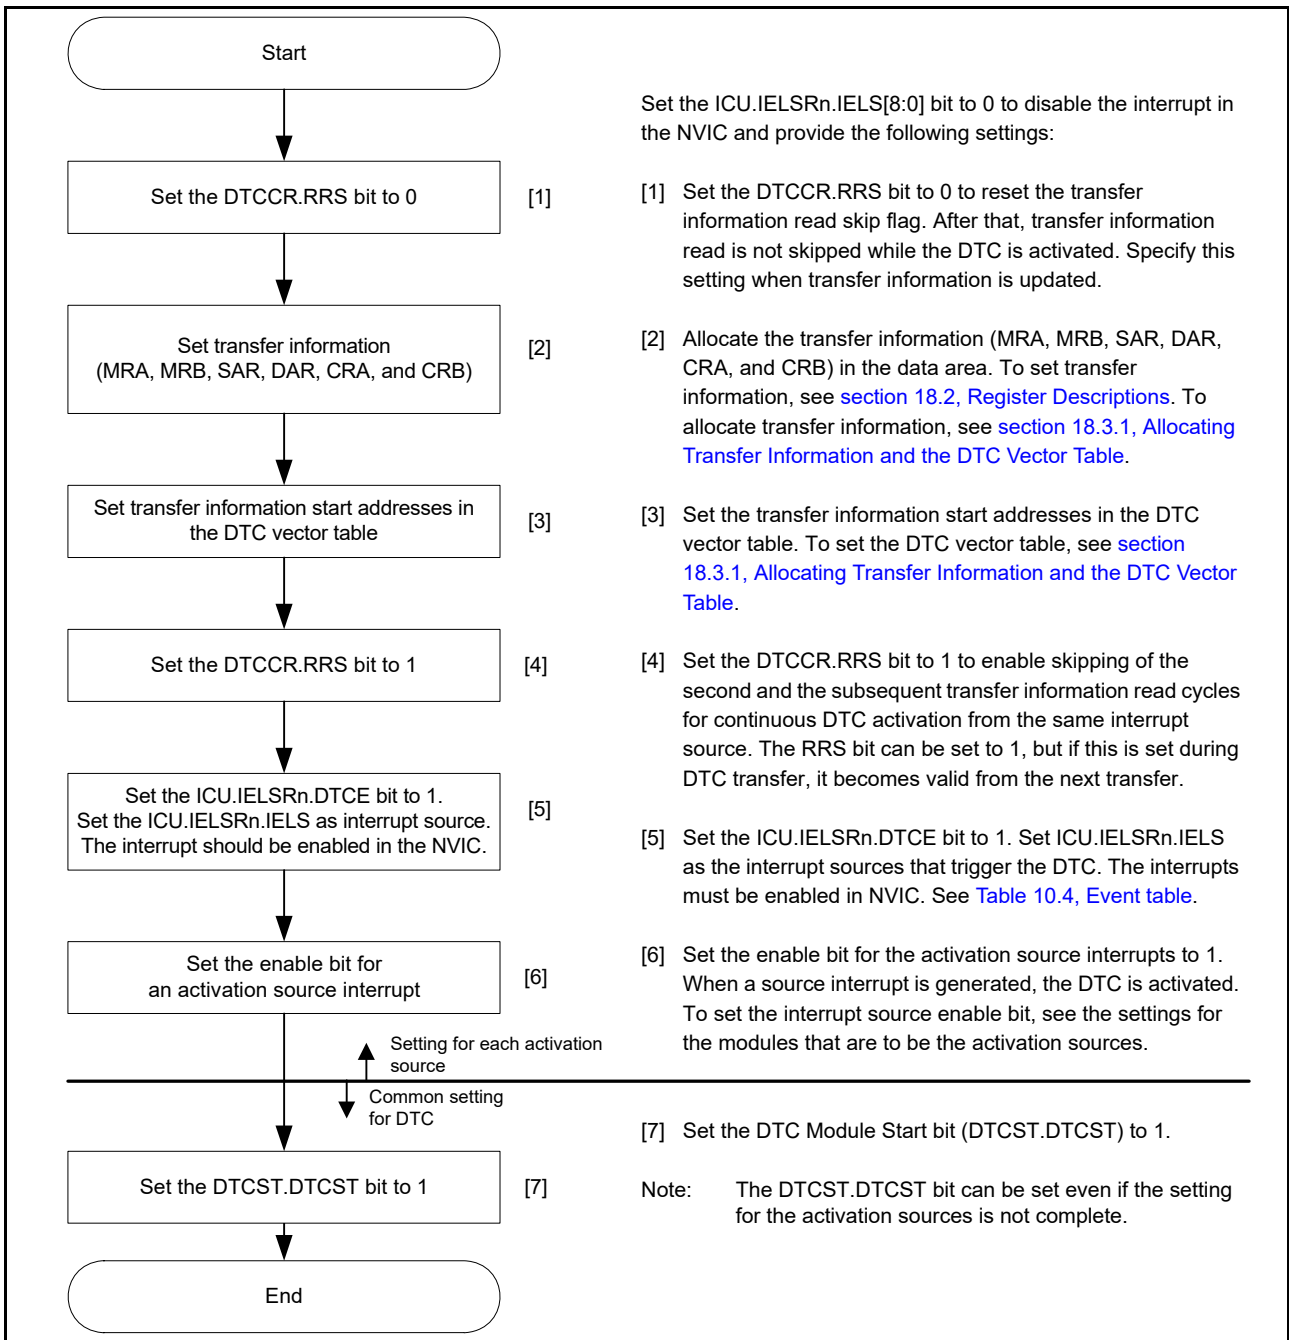 Start
Set the DTCCR.RRS bit to 0
[1]
Set transfer information
(MRA, MRB, SAR, DAR, CRA, and CRB)
[2]
Set transfer information start addresses in
the DTC vector table
[3]
Set the DTCCR.RRS bit to 1
[4]
Set the ICU.IELSRn.DTCE bit to 1.
Set the ICU.IELSRn.IELS as interrupt source.
The interrupt should be enabled in the NVIC.
[5]
Set the enable bit for
an activation source interrupt
[6]
Setting for each activation
source
Common setting
for DTC
Set the DTCST.DTCST bit to 1
[7]
End
Set the ICU.IELSRn.IELS[8:0] bit to 0 to disable the interrupt in
the NVIC and provide the following settings:
[1] Set the DTCCR.RRS bit to 0 to reset the transfer
information read skip flag. After that, transfer information
read is not skipped while the DTC is activated. Specify this
setting when transfer information is updated.
[2] Allocate the transfer information (MRA, MRB, SAR, DAR,
CRA, and CRB) in the data area. To set transfer
information, see section 18.2, Register Descriptions. To
allocate transfer information, see section 18.3.1, Allocating
Transfer Information and the DTC Vector Table.
[3] Set the transfer information start addresses in the DTC
vector table. To set the DTC vector table, see section
18.3.1, Allocating Transfer Information and the DTC Vector
Table.
[4] Set the DTCCR.RRS bit to 1 to enable skipping of the
second and the subsequent transfer information read cycles
for continuous DTC activation from the same interrupt
source. The RRS bit can be set to 1, but if this is set during
DTC transfer, it becomes valid from the next transfer.
[5] Set the ICU.IELSRn.DTCE bit to 1. Set ICU.IELSRn.IELS
as the interrupt sources that trigger the DTC. The interrupts
must be enabled in NVIC. See Table 10.4, Event table.
[6] Set the enable bit for the activation source interrupts to 1.
When a source interrupt is generated, the DTC is activated.
To set the interrupt source enable bit, see the settings for
the modules that are to be the activation sources.
[7] Set the DTC Module Start bit (DTCST.DTCST) to 1.
Note: The DTCST.DTCST bit can be set even if the setting
for the activation sources is not complete.